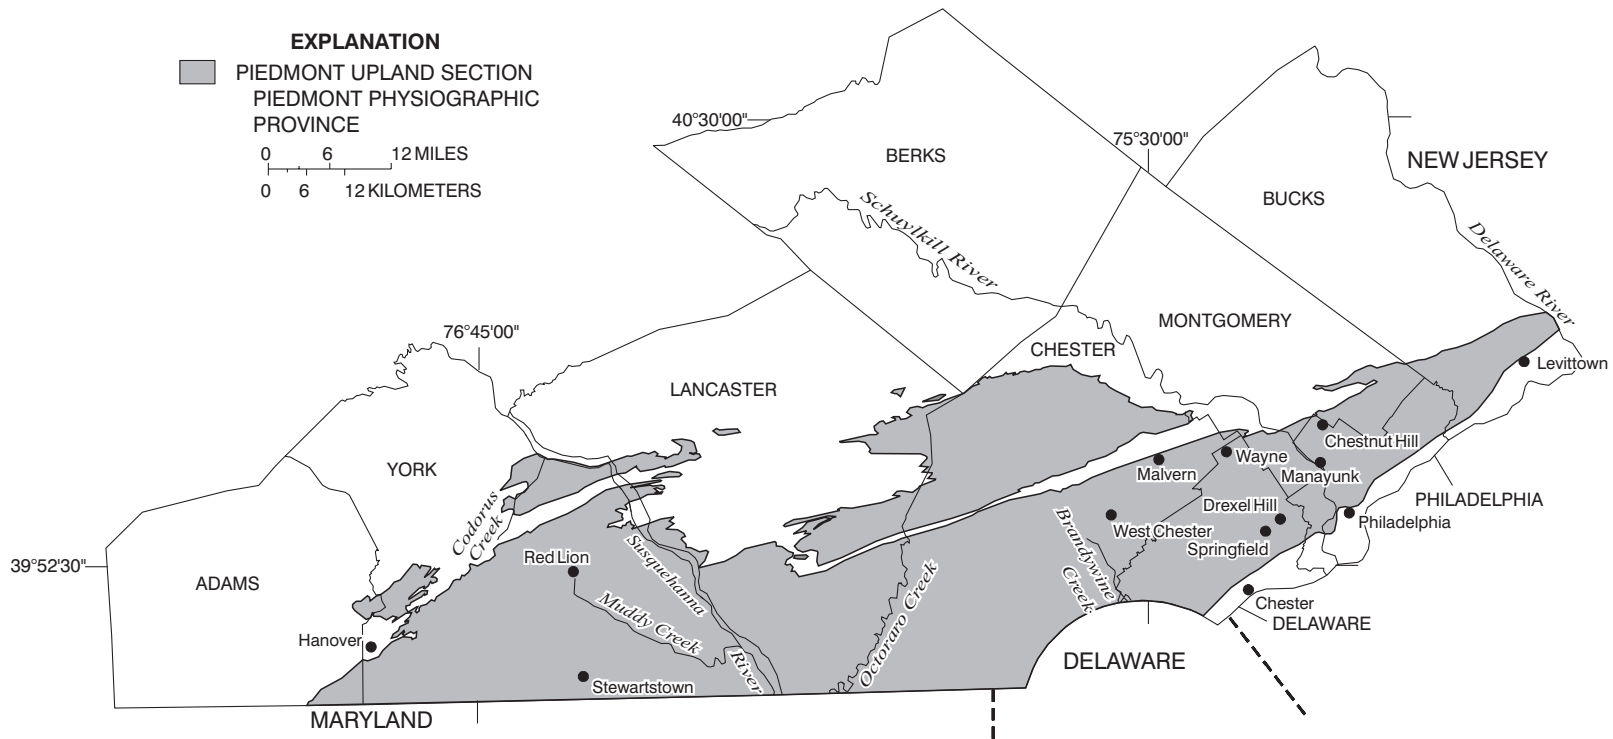 EXPLANATION
PIEDMONT UPLAND SECTION
PIEDMONT PHYSIOGRAPHIC
PROVINCE
0 6 12 MILES
0 6 12 KILOMETERS
40°30'00"
75°30'00"
BERKS
NEW JERSEY
BUCKS
Schuylkill River
Delaware River
MONTGOMERY
76°45'00"
CHESTER
Levittown
LANCASTER
Chestnut Hill
YORK
Wayne
Malvern
Manayunk
PHILADELPHIA
Codorus
Creek
Drexel Hill
Philadelphia
West Chester
Springfield
Brandywine
Creek
39°52'30"
Red Lion
Susquehanna
River
ADAMS
Muddy Creek
Octoraro Creek
Chester
DELAWARE
Hanover
DELAWARE
Stewartstown
MARYLAND